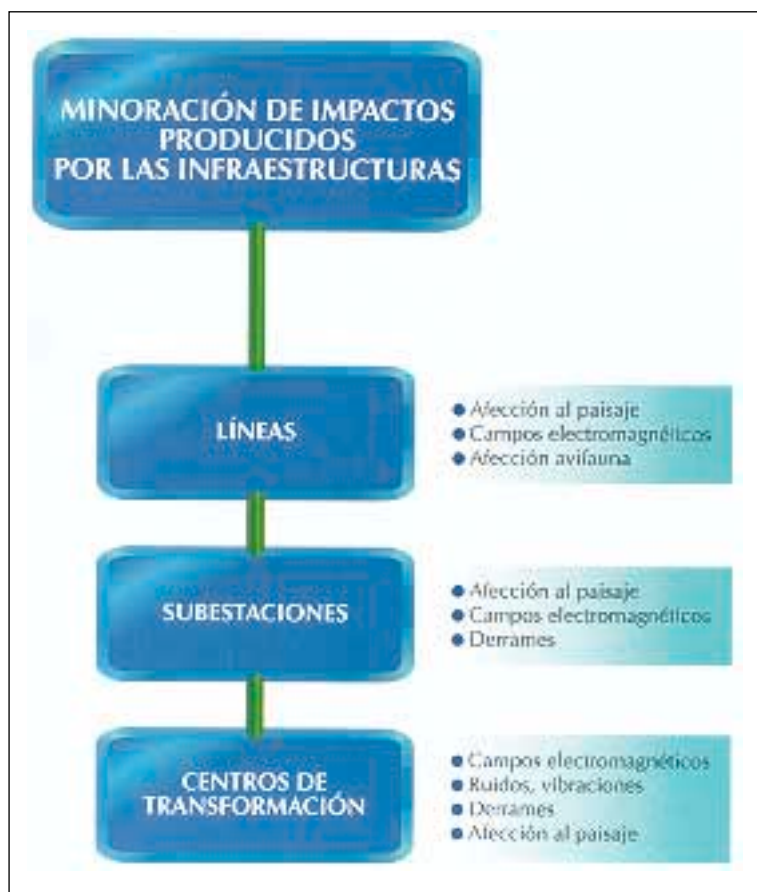 MINORACIÓN DE IMPACTOS
PRODUCIDOS
POR LAS INFRAESTRUCTURAS
LÍNEAS
● Afección al paisaje
● Campos electromagnéticos
● Afección avifauna
SUBESTACIONES
● Afección al paisaje
● Campos electromagnéticos
● Derrames
CENTROS DE
TRANSFORMACIÓN
● Campos electromagnéticos
● Ruidos, vibraciones
● Derrames
● Afección al paisaje